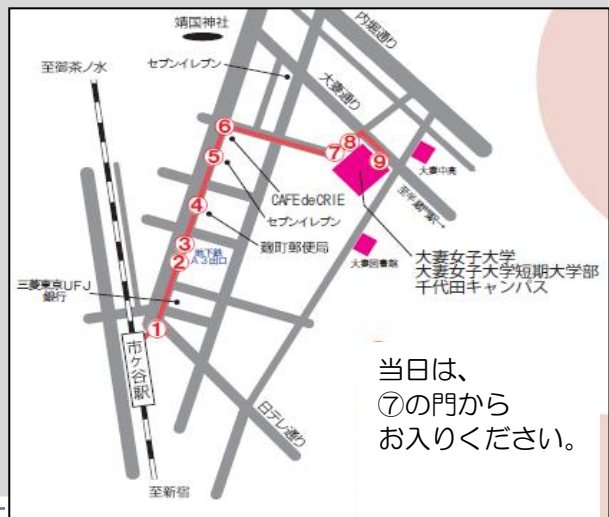 靖国神社
内堀通り
セブンイレブン
至御茶ノ水
大妻通り
⑥
⑧
⑦
⑨
⑤
大妻中高
CAFE de CRIE
④
セブンイレブン
至半蔵門駅→
麹町郵便局
③
地下鉄
A3出口
②
大妻図書館
大妻女子大学
大妻女子大学短期大学部
千代田キャンパス
三菱東京UFJ
銀行
①
市ヶ谷駅
日テレ通り
至新宿
当日は、
⑦の門から
お入りください。